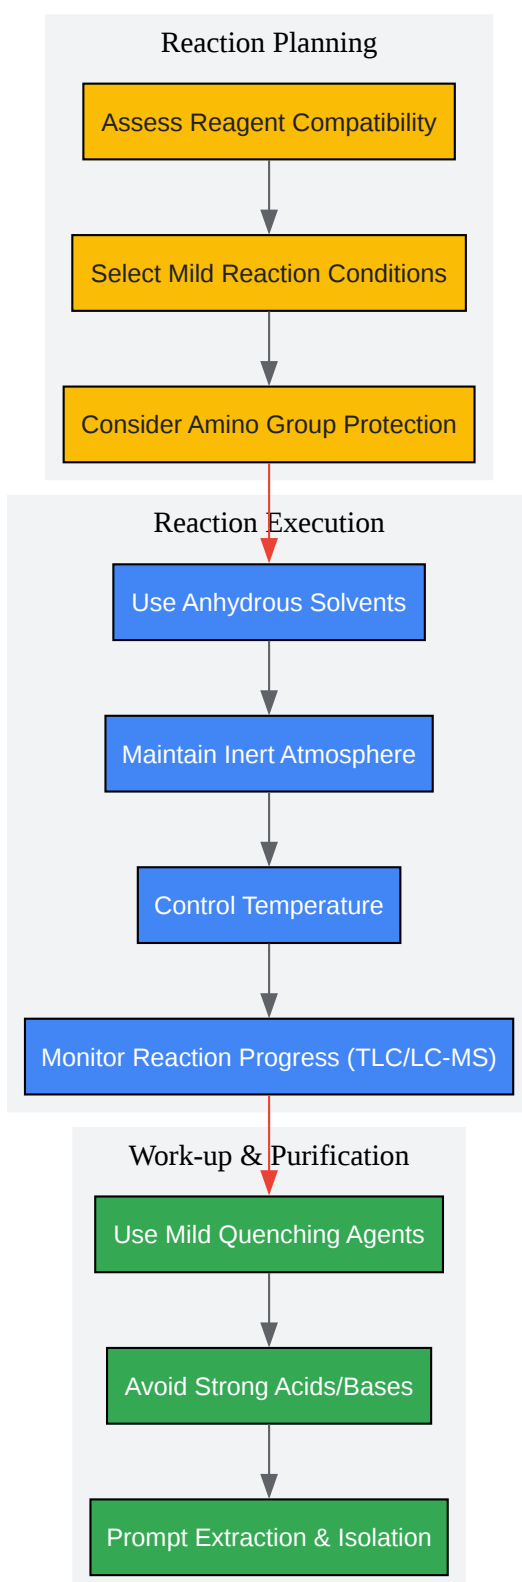 Reaction Planning
Assess Reagent Compatibility
Select Mild Reaction Conditions
Consider Amino Group Protection
Reaction Execution
Use Anhydrous Solvents
Maintain Inert Atmosphere
Control Temperature
Monitor Reaction Progress (TLC/LC-MS)
Work-up & Purification
Use Mild Quenching Agents
Avoid Strong Acids/Bases
Prompt Extraction & Isolation